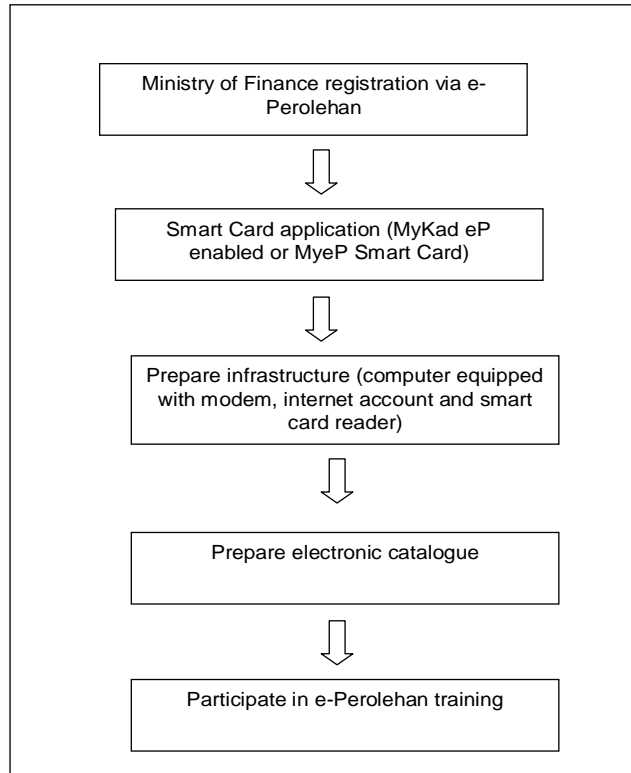 Ministry of Finance registration via e-
Perolehan
Smart Card application (MyKad eP
enabled or MyeP Smart Card)
Prepare infrastructure (computer equipped
with modem, internet account and smart
card reader)
Prepare electronic catalogue
Participate in e-Perolehan training